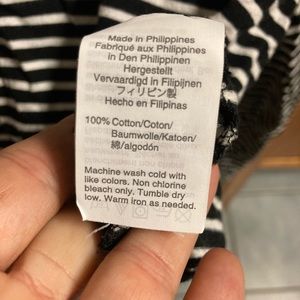 Made in Philippines
Fabriqué aux Philippines
in Den Philippinen
Hergestellt
Vervaardigd in Filipijnen
フィリピン製
Hecho en Filipinas
100% Cotton/Coton/
Baumwolle/Katoen/
綿/algodón
Machine wash cold with
like colors. Non chlorine
bleach only. Tumble dry
low. Warm iron as needed.